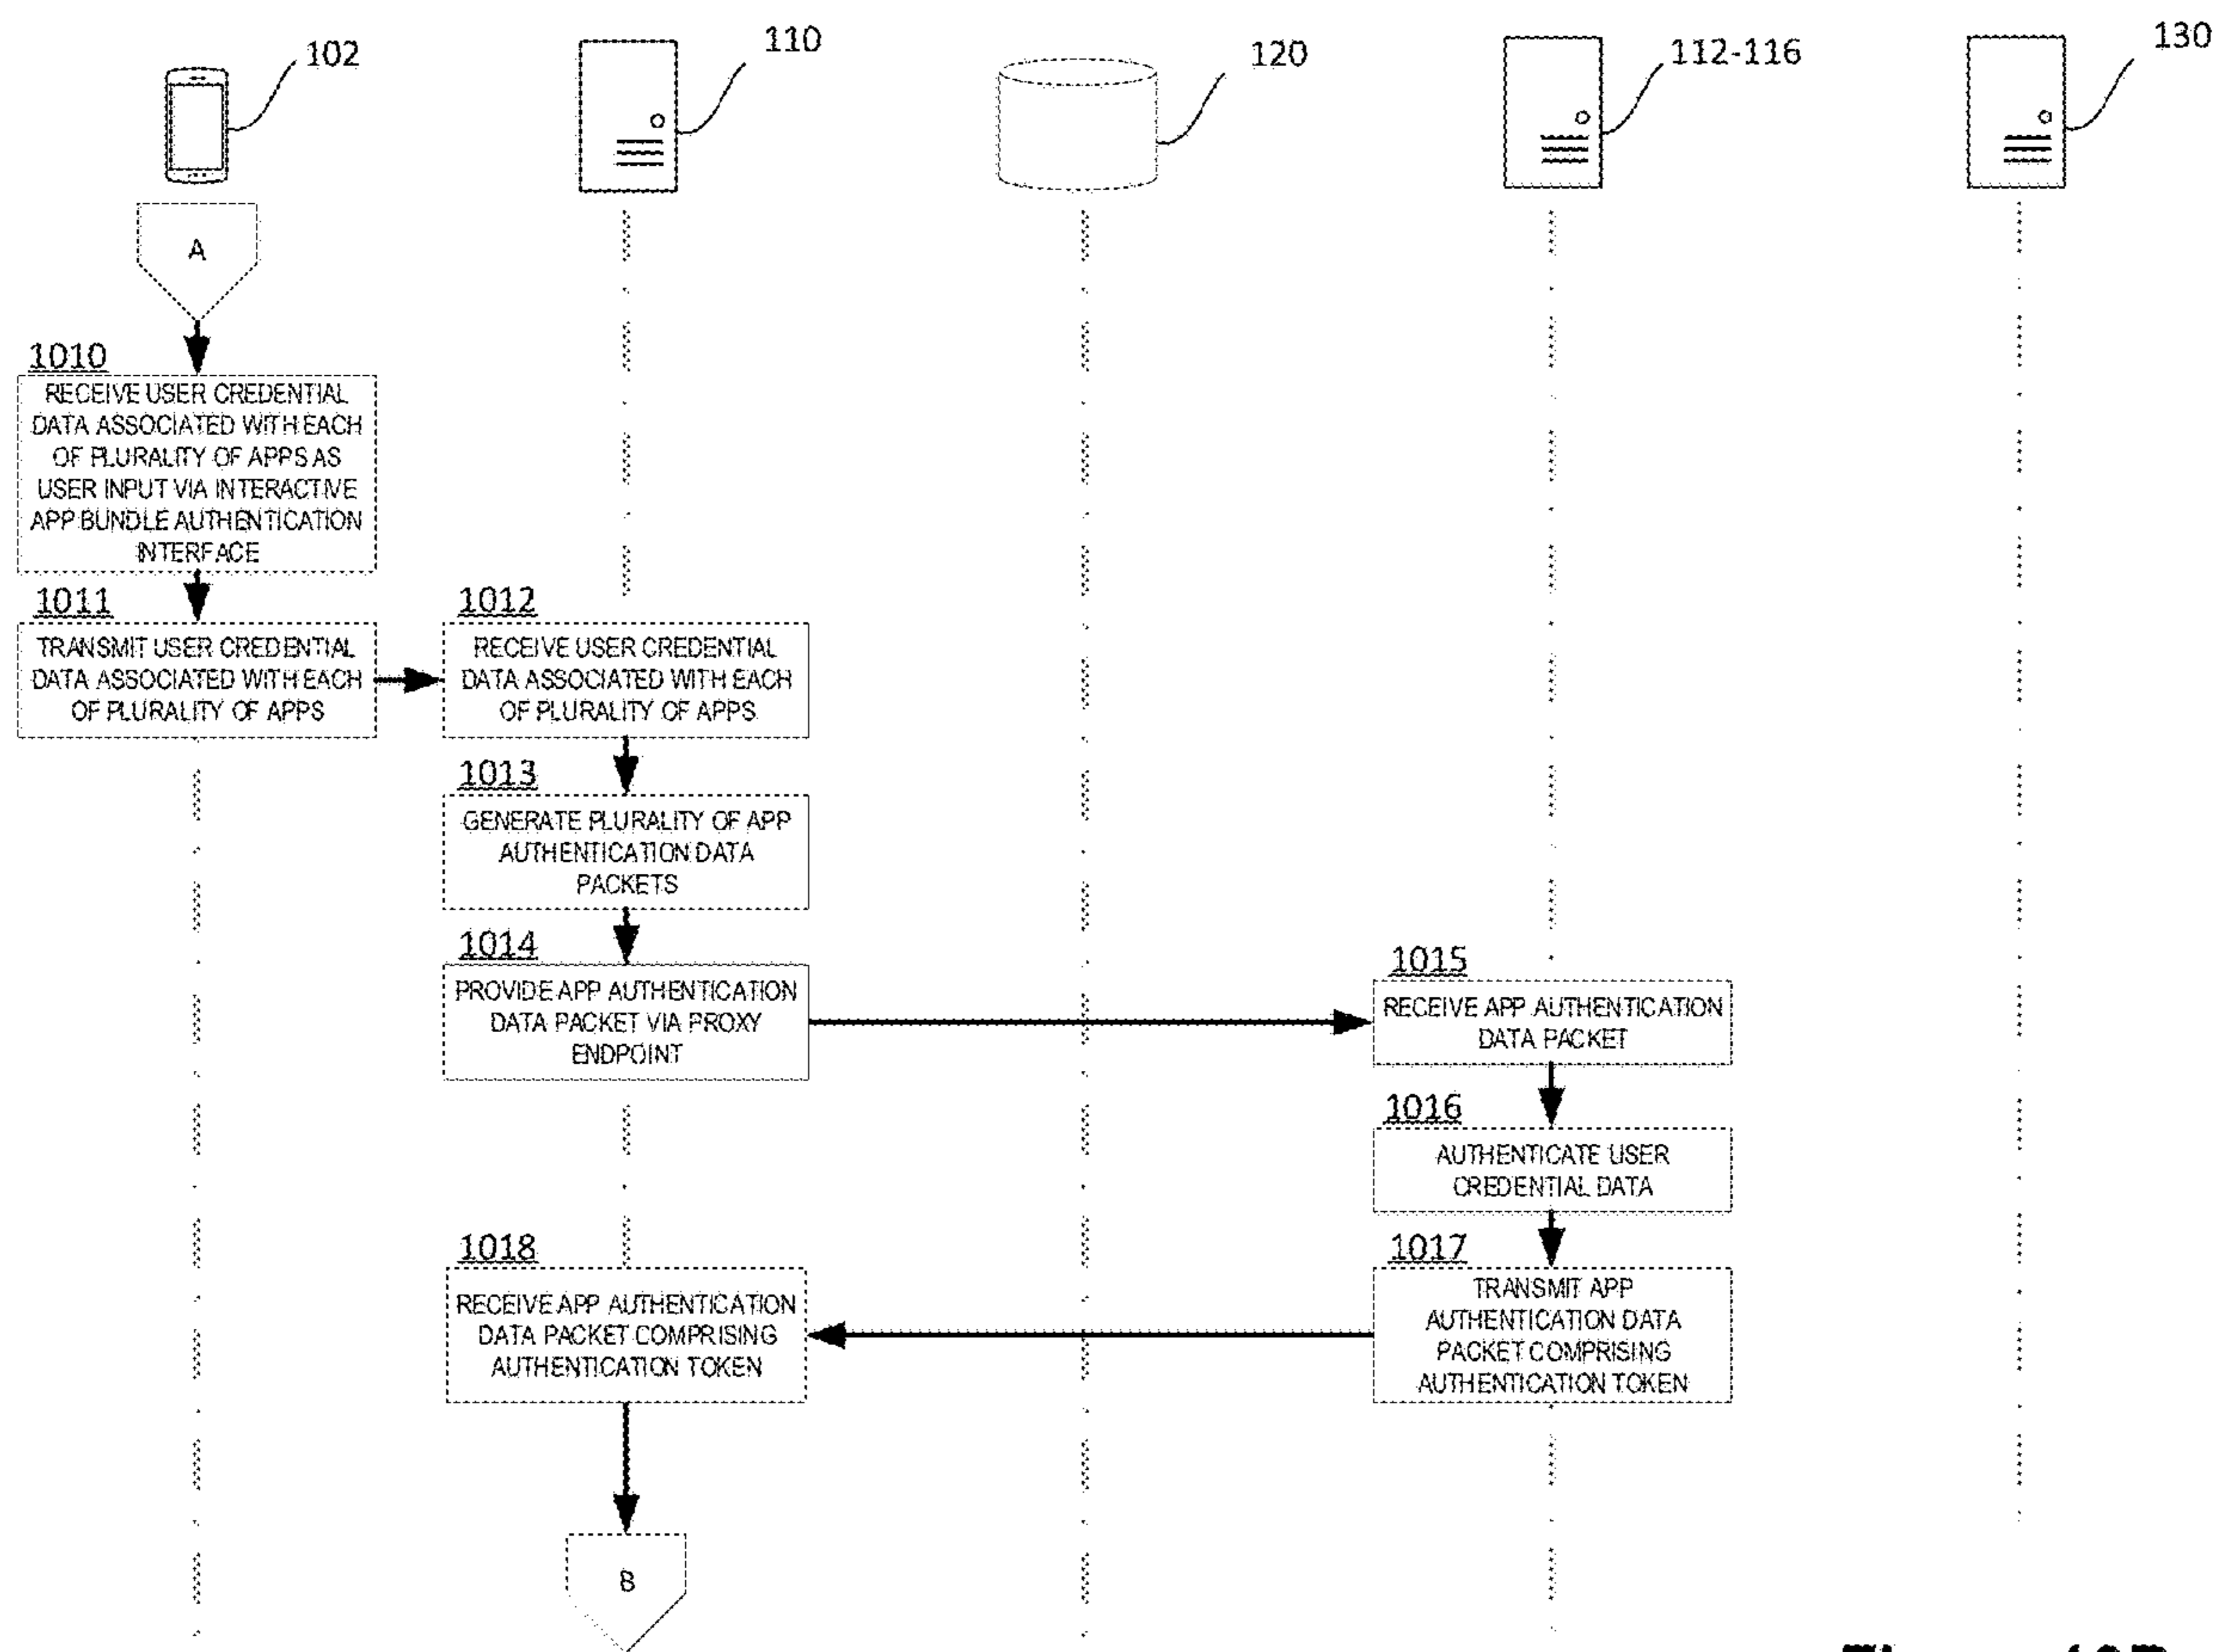 102
110
120
112-116
130
A
1010
RECEIVE USER CREDENTIAL
DATA ASSOCIATED WITH EACH
OF PLURALITY OF APPS AS
USER INPUT VIA INTERACTIVE
APP BUNDLE AUTHENTICATION
INTERFACE
1011
TRANSMIT USER CREDENTIAL
DATA ASSOCIATED WITH EACH
OF PLURALITY OF APPS
1012
RECEIVE USER CREDENTIAL
DATA ASSOCIATED WITH EACH
OF PLURALITY OF APPS
1013
GENERATE PLURALITY OF APP
AUTHENTICATION DATA
PACKETS
1014
PROVIDE APP AUTHENTICATION
DATA PACKET VIA PROXY
ENDPOINT
1015
RECEIVE APP AUTHENTICATION
DATA PACKET
1016
AUTHENTICATE USER
CREDENTIAL DATA
1017
TRANSMIT APP
AUTHENTICATION DATA
PACKET COMPRISING
AUTHENTICATION TOKEN
1018
RECEIVE APP AUTHENTICATION
DATA PACKET COMPRISING
AUTHENTICATION TOKEN
B